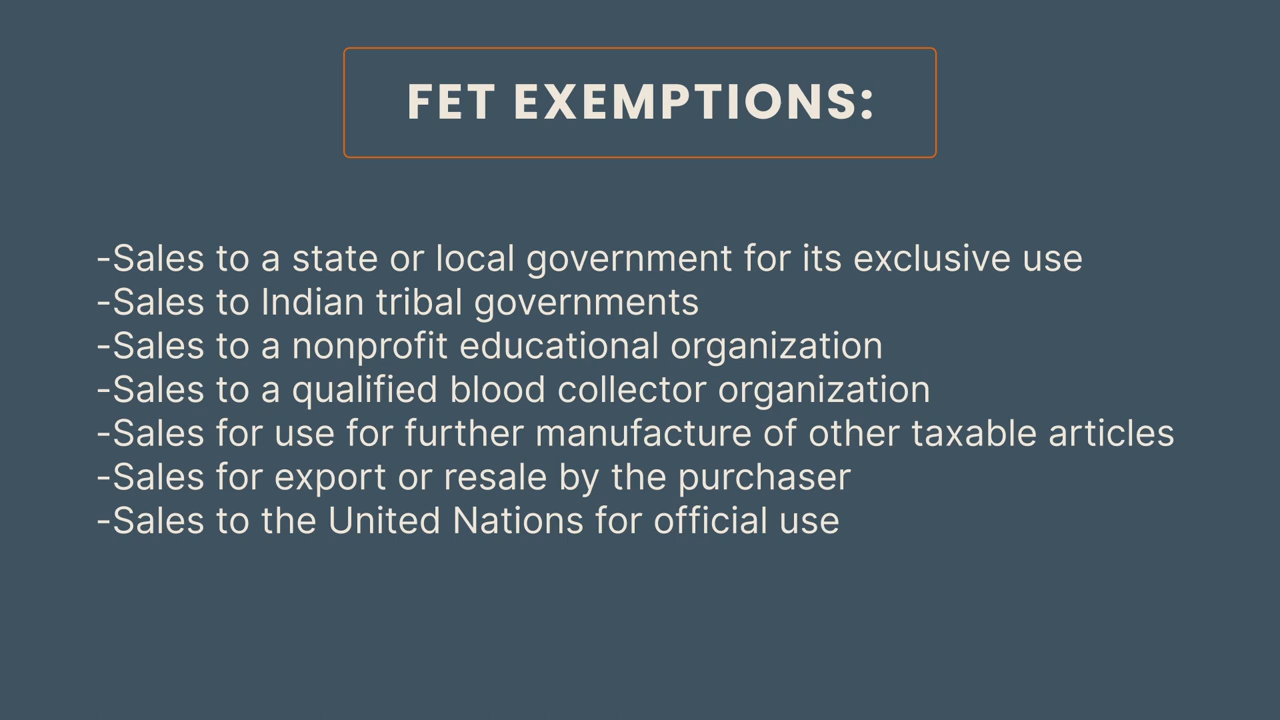 FET EXEMPTIONS:
-Sales to a state or local government for its exclusive use
-Sales to Indian tribal governments
-Sales to a nonprofit educational organization
-Sales to a qualified blood collector organization
-Sales for use for further manufacture of other taxable articles
-Sales for export or resale by the purchaser
-Sales to the United Nations for official use